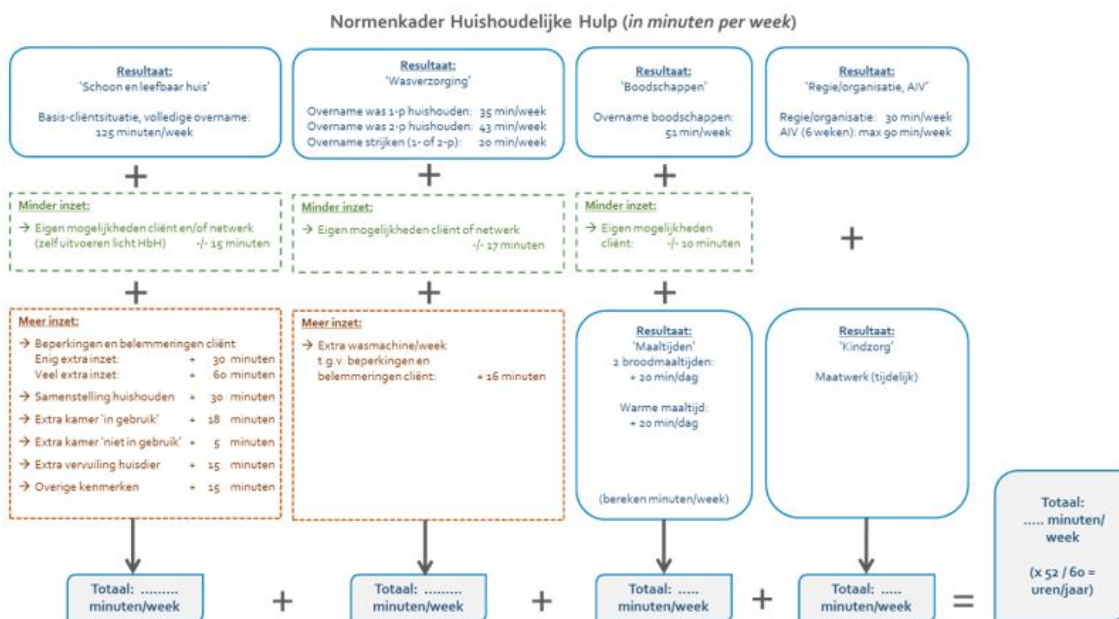 Normenkader Huishoudelijke Hulp (in minuten per week)
Resultaat:
'Schoon en leefbaar huis'
Basis-cliëntsituatie, volledige overname:
125 minuten/week
Resultaat:
'Wasverzorging'
Overname was 1-p huishouden: 35 min/week
Overname was 2-p huishouden: 43 min/week
Overname strijken (1- of 2-p): 20 min/week
Resultaat:
'Boodschappen'
Overname boodschappen:
51 min/week
Resultaat:
'Regie/organisatie, AIV'
Regie/organisatie: 30 min/week
AIV (6 weken): max 90 min/week
+ + +
Minder inzet:
→ Eigen mogelijkheden cliënt en/of netwerk
(zelf uitvoeren licht HbH) -/- 15 minuten
Minder inzet:
→ Eigen mogelijkheden cliënt of netwerk
-/- 17 minuten
Minder inzet:
→ Eigen mogelijkheden
cliënt: -/- 10 minuten
+
+ + +
Meer inzet:
→ Beperkingen en belemmeringen cliënt
Enig extra inzet: + 30 minuten
Veel extra inzet: + 60 minuten
→ Samenstelling huishouden + 30 minuten
→ Extra kamer 'in gebruik' + 18 minuten
→ Extra kamer 'niet in gebruik' + 5 minuten
→ Extra vervuiling huisdier + 15 minuten
→ Overige kenmerken + 15 minuten
Meer inzet:
→ Extra wasmachine/week
t.g.v. beperkingen en
belemmeringen cliënt: + 16 minuten
Resultaat:
'Maaltijden'
2 broodmaaltijden:
+ 20 min/dag
Warme maaltijd:
+ 20 min/dag
(bereken minuten/week)
Resultaat:
'Kindzorg'
Maatwerk (tijdelijk)
Totaal: .........
minuten/week
+
Totaal: .........
minuten/week
+
Totaal: .....
minuten/week
+
Totaal: .....
minuten/week
=
Totaal:
..... minuten/
week
(x 52 / 60 =
uren/jaar)